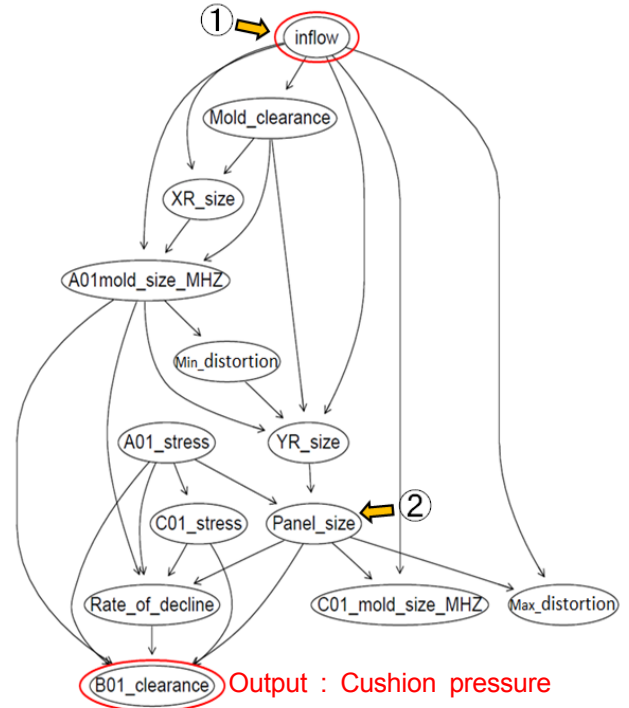 ①
inflow
Mold_clearance
XR_size
A01mold_size_MHZ
Min_distortion
A01_stress
YR_size
C01_stress
Panel_size
②
Rate_of_decline
C01_mold_size_MHZ
Max_distortion
B01_clearance
Output : Cushion pressure